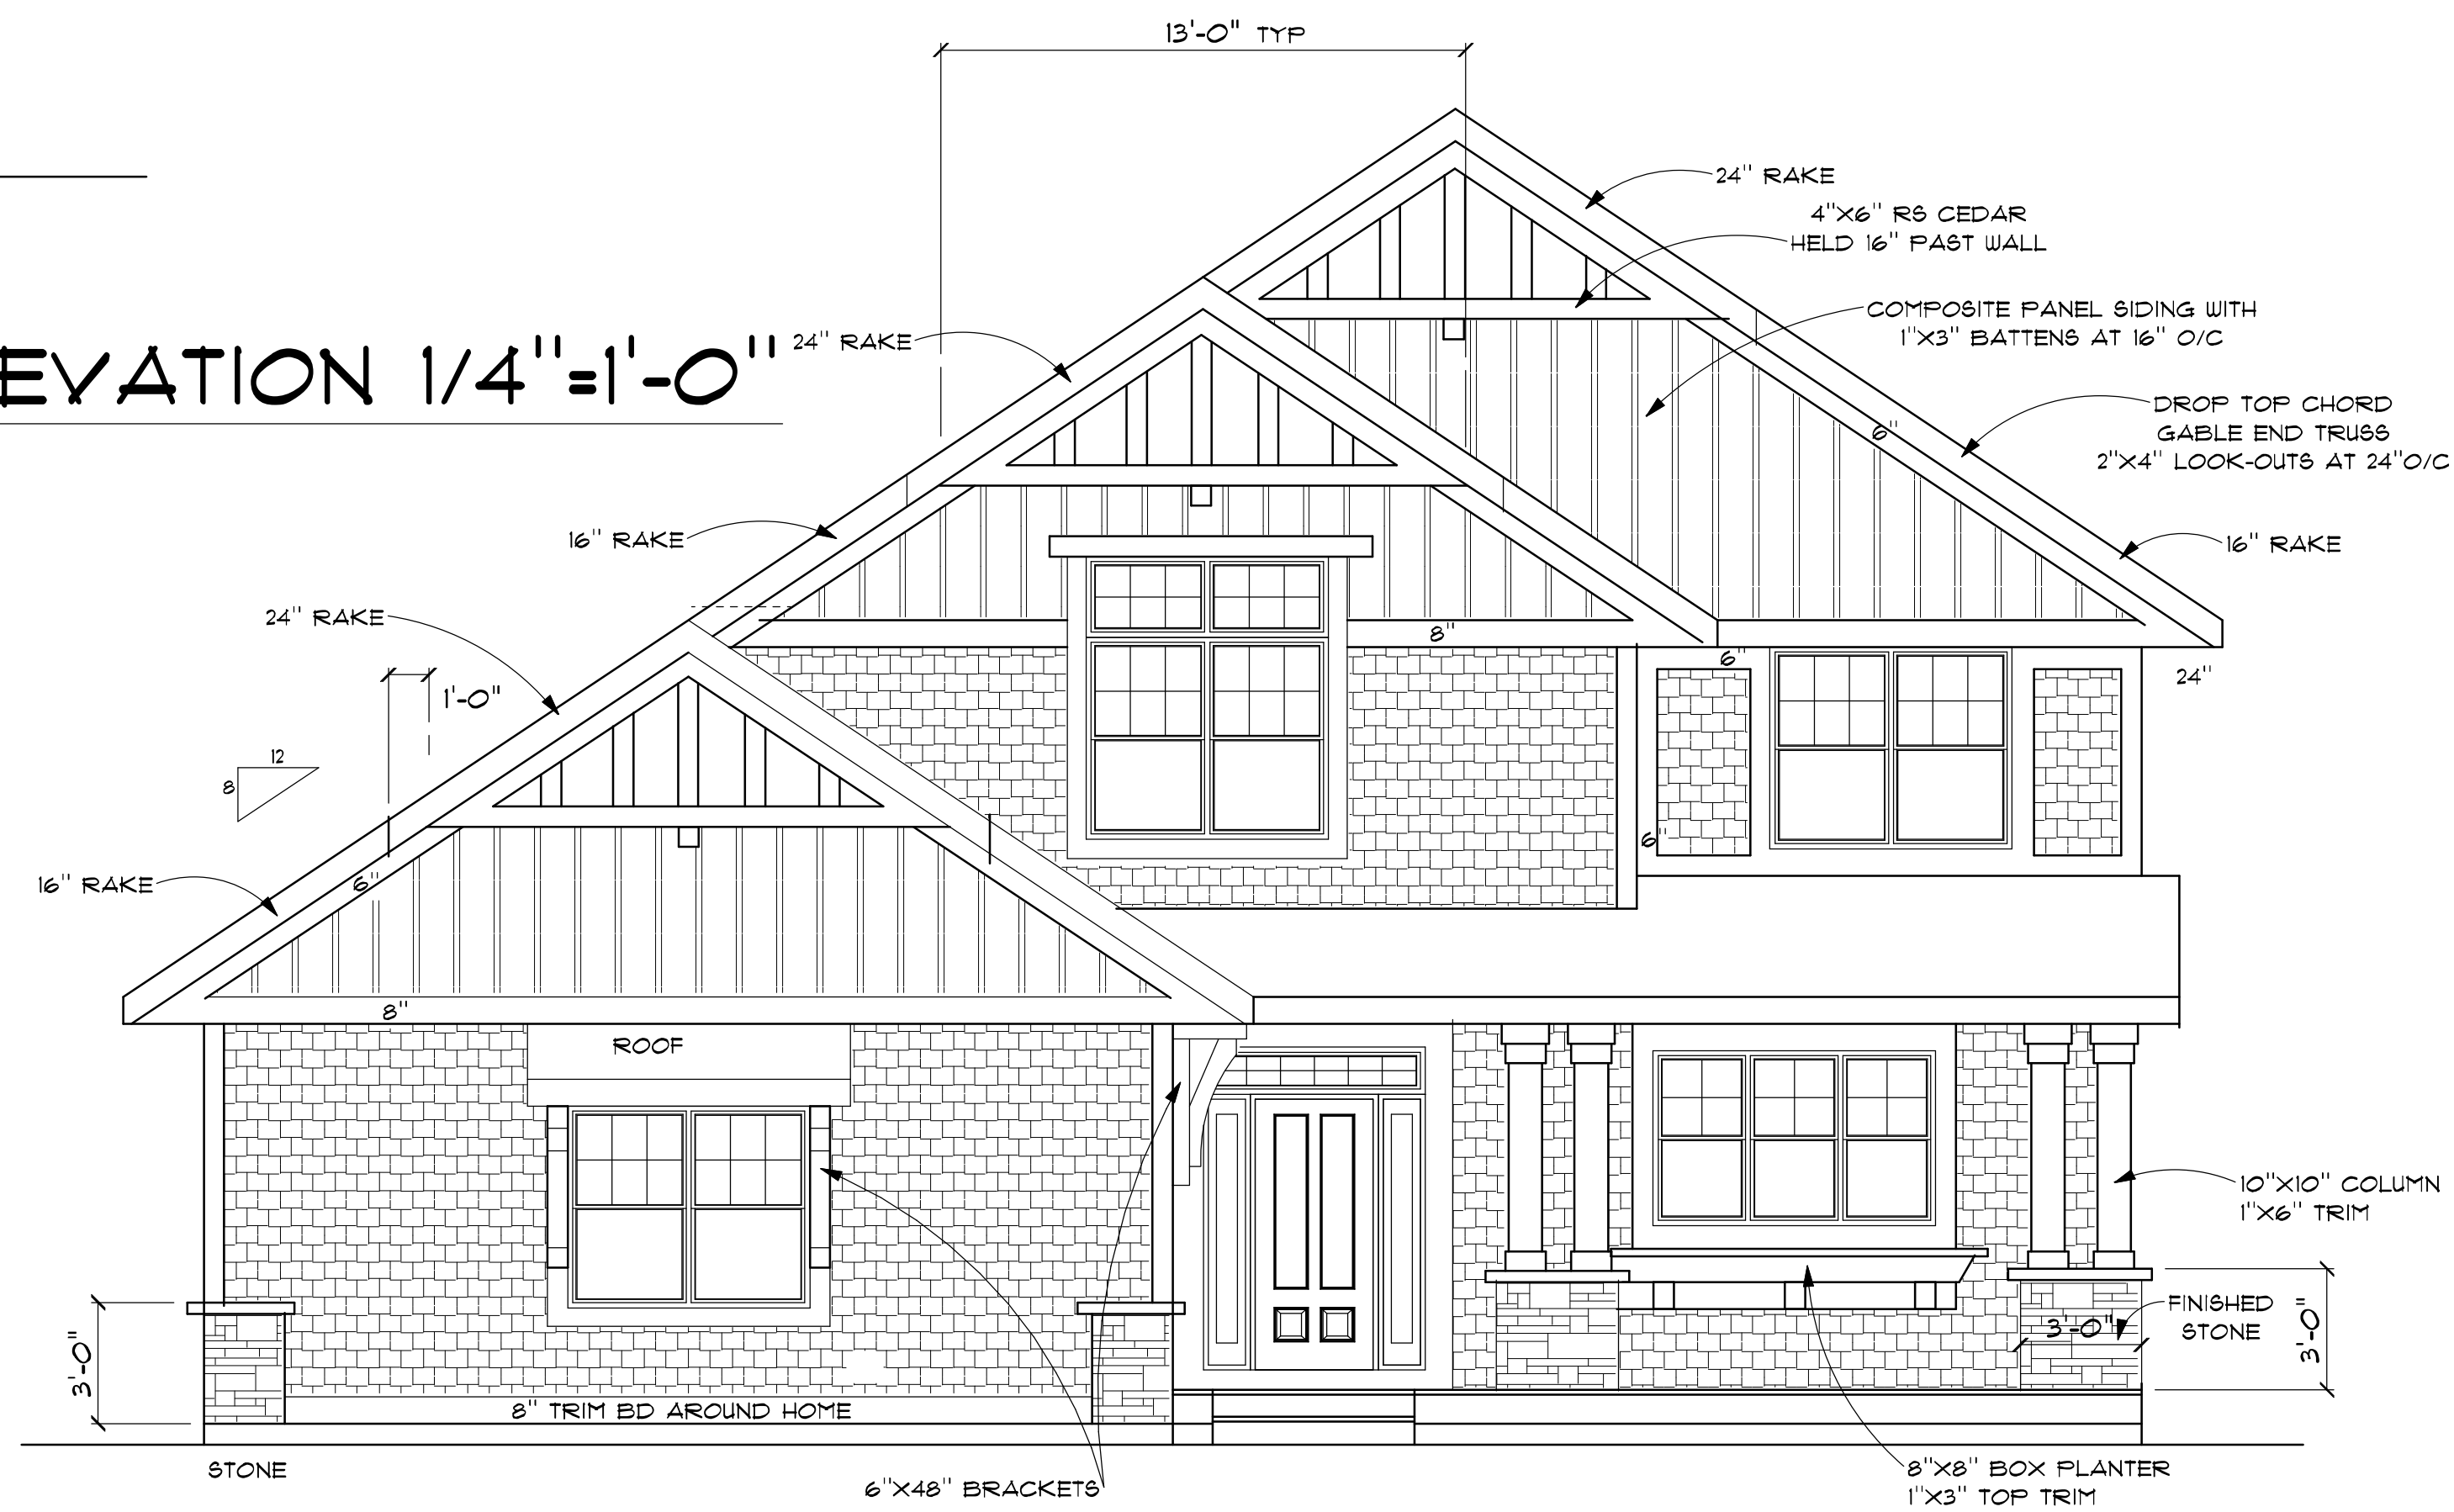 13'-0" TYP
24" RAKE
4"X6" RS CEDAR
HELD 16" PAST WALL
COMPOSITE PANEL SIDING WITH
1"X3" BATTENS AT 16" O/C
EVATION 1/4"=1'-0"
24" RAKE
DROP TOP CHORD
GABLE END TRUSS
2"X4" LOOK-OUTS AT 24"O/C
6"
16" RAKE
16" RAKE
24" RAKE
8"
6"
24"
1'-0"
12
8
6"
16" RAKE
6"
8"
ROOF
10"X10" COLUMN
1"X6" TRIM
3'-0"
3'-0"
FINISHED
STONE
3'-0"
8" TRIM BD AROUND HOME
STONE
6"X48" BRACKETS
8"X8" BOX PLANTER
1"X3" TOP TRIM